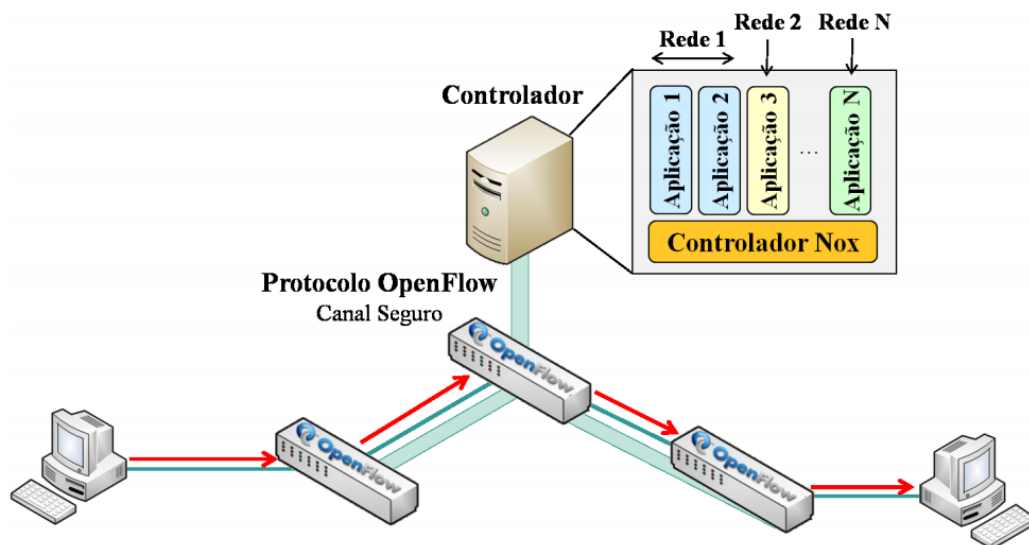 Rede 1
Rede 2
Rede N
Controlador
Aplicação 1
Aplicação 2
Aplicação 3
...
Aplicação N
Controlador Nox
Protocolo OpenFlow
Canal Seguro
OpenFlow
OpenFlow
OpenFlow